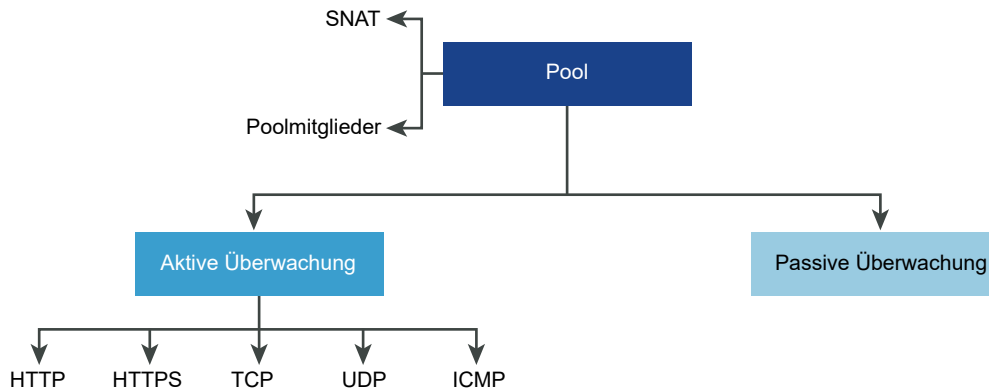 SNAT
Pool
Poolmitglieder
Aktive Überwachung
Passive Überwachung
HTTP
HTTPS
TCP
UDP
ICMP